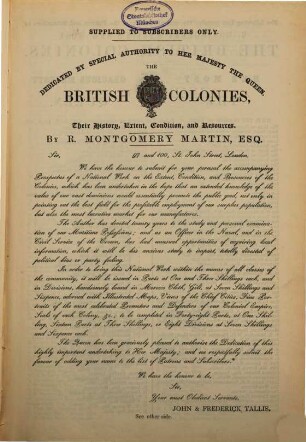 SUPPLIED TO SUBSCRIBERS ONLY.
DEDICATED BY SPECIAL AUTHORITY TO HER MAJESTY THE QUEEN.
THE
BRITISH COLONIES,
Their History, Extent, Condition, and Resources.
BY R. MONTGOMERY MARTIN, ESQ.
Sir, 97 and 100, St. John Street, London.
We have the honour to submit for your perusal the accompanying
Prospectus of a National Work on the Extent, Condition, and Resources of the
Colonies, which has been undertaken in the hope that an extended knowledge of the
value of our vast dominions would essentially promote the public good, not only in
pointing out the best field for the profitable employment of our surplus population,
but also the most lucrative market for our manufactures.
The Author has devoted twenty years to the study and personal examination
of our Maritime Possessions; and as an Officer in the Naval, and in the
Civil Service of the Crown, has had unusual opportunities of acquiring local
information, which it will be his anxious study to impart, totally divested of
political bias or party feeling.
In order to bring this National Work within the means of all classes of
the community, it will be issued in Parts at One and Three Shillings each, and
in Divisions, handsomely bound in Morocco Cloth, Gilt, at Seven Shillings and
Sixpence, adorned with Illustrated Maps, Views of the Chief Cities, Fine Portraits
of the most celebrated Founders and Defenders of our Colonial Empire,
Seals of each Colony, &c., to be completed in Forty-eight Parts, at One Shilling,
Sixteen Parts at Three Shillings, or Eight Divisions at Seven Shillings
and Sixpence each.
The Queen has been graciously pleased to authorize the Dedication of this
highly important undertaking to Her Majesty, and we respectfully solicit the
favour of adding your name to the list of Patrons and Subscribers.
We have the honour to be,
Sir,
Your most Obedient Servants,
JOHN & FREDERICK TALLIS.
See other side.